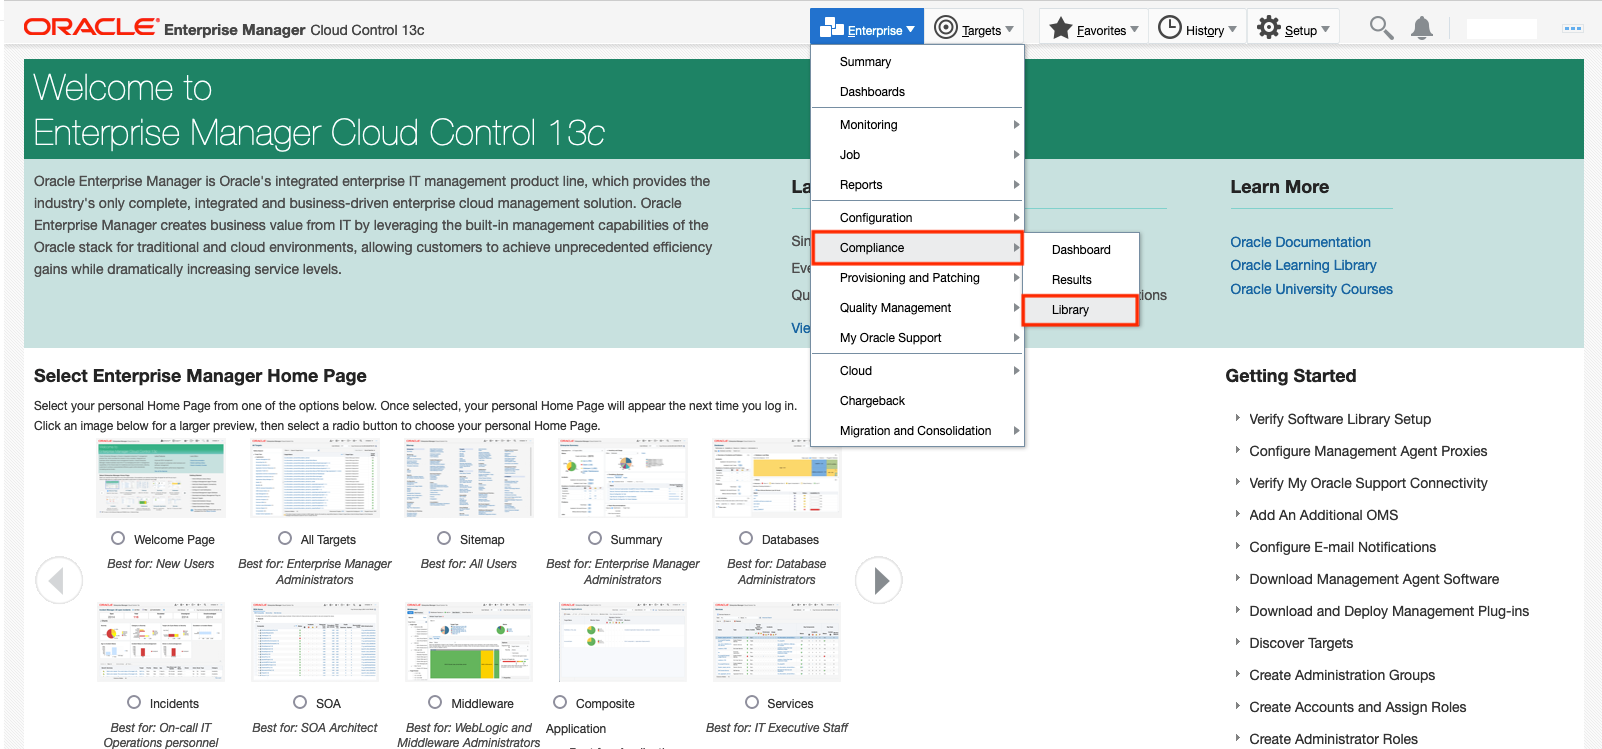 ORACLE® Enterprise Manager Cloud Control 13c
Enterprise
Targets
Favorites
History
Setup
Welcome to
Enterprise Manager Cloud Control 13c
Oracle Enterprise Manager is Oracle's integrated enterprise IT management product line, which provides the
industry's only complete, integrated and business-driven enterprise cloud management solution. Oracle
Enterprise Manager creates business value from IT by leveraging the built-in management capabilities of the
Oracle stack for traditional and cloud environments, allowing customers to achieve unprecedented efficiency
gains while dramatically increasing service levels.
Summary
Dashboards
Monitoring
Job
Reports
Configuration
Compliance
Provisioning and Patching
Quality Management
My Oracle Support
Cloud
Chargeback
Migration and Consolidation
Dashboard
Results
Library
Learn More
Oracle Documentation
Oracle Learning Library
Oracle University Courses
Select Enterprise Manager Home Page
Select your personal Home Page from one of the options below. Once selected, your personal Home Page will appear the next time you log in.
Click an image below for a larger preview, then select a radio button to choose your personal Home Page.
Welcome Page
Best for: New Users
All Targets
Best for: Enterprise Manager
Administrators
Sitemap
Best for: All Users
Summary
Best for: Enterprise Manager
Administrators
Databases
Best for: Database
Administrators
Incidents
Best for: On-call IT
Operations personnel
SOA
Best for: SOA Architect
Middleware
Best for: WebLogic and
Middleware Administrators
Composite
Application
Services
Best for: IT Executive Staff
Getting Started
Verify Software Library Setup
Configure Management Agent Proxies
Verify My Oracle Support Connectivity
Add An Additional OMS
Configure E-mail Notifications
Download Management Agent Software
Download and Deploy Management Plug-ins
Discover Targets
Create Administration Groups
Create Accounts and Assign Roles
Create Administrator Roles